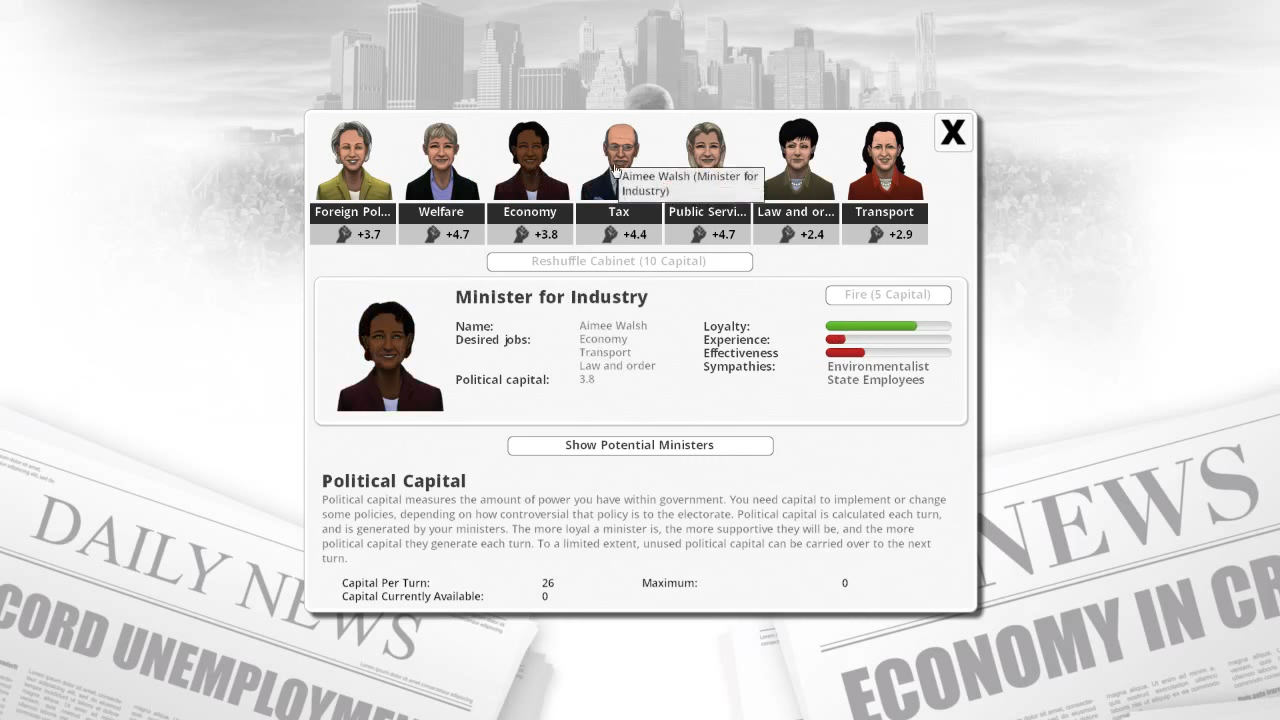 X
Aimee Walsh (Minister for
Industry)
Foreign Pol... Welfare Economy Tax Public Servi... Law and or... Transport
+3.7 +4.7 +3.8 +4.4 +4.7 +2.4 +2.9
Reshuffle Cabinet (10 Capital)
Minister for Industry
Fire (5 Capital)
Name: Aimee Walsh Loyalty:
Desired jobs: Economy Experience:
Transport Effectiveness
Law and order Sympathies: Environmentalist
Political capital: 3.8 State Employees
Show Potential Ministers
Political Capital
Political capital measures the amount of power you have within government. You need capital to implement or change
some policies, depending on how controversial that policy is to the electorate. Political capital is calculated each turn,
and is generated by your ministers. The more loyal a minister is, the more supportive they will be, and the more
political capital they generate each turn. To a limited extent, unused political capital can be carried over to the next
turn.
Capital Per Turn: 26 Maximum: 0
Capital Currently Available: 0
DAILY NEWS
CORD UNEMPLOYME
NEWS
ECONOMY IN CR